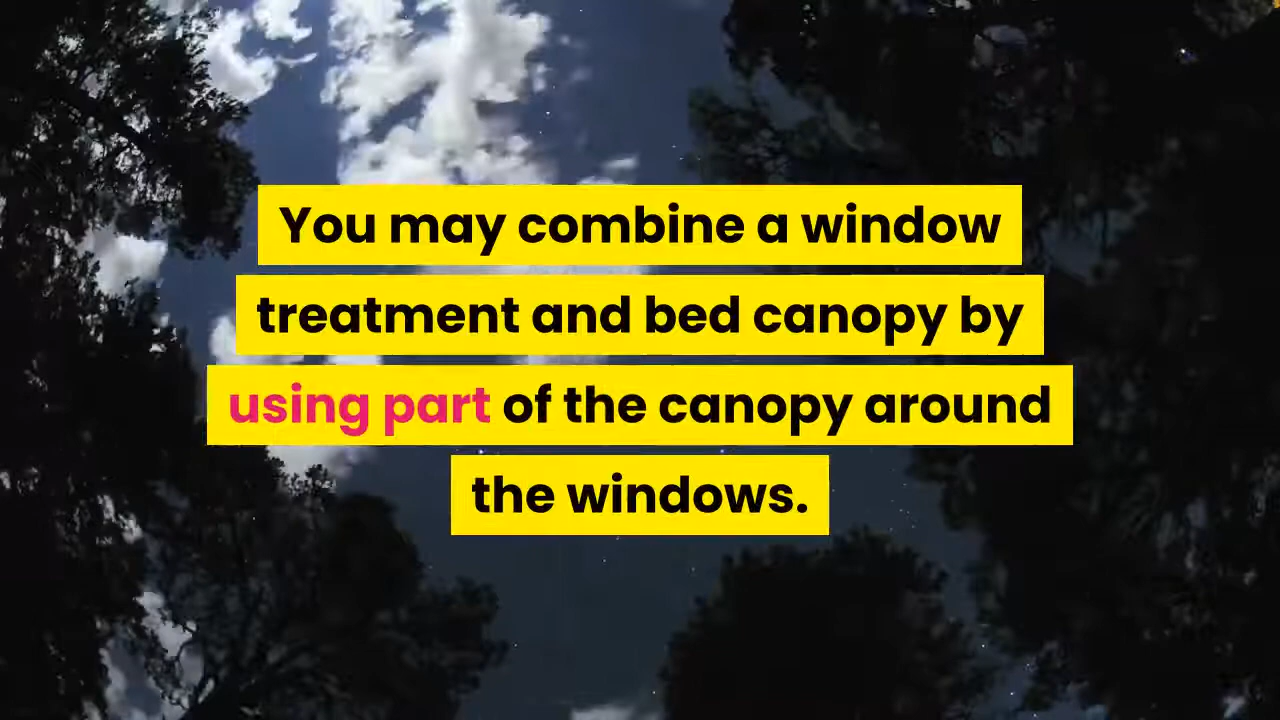 You may combine a window
treatment and bed canopy by
using part of the canopy around
the windows.